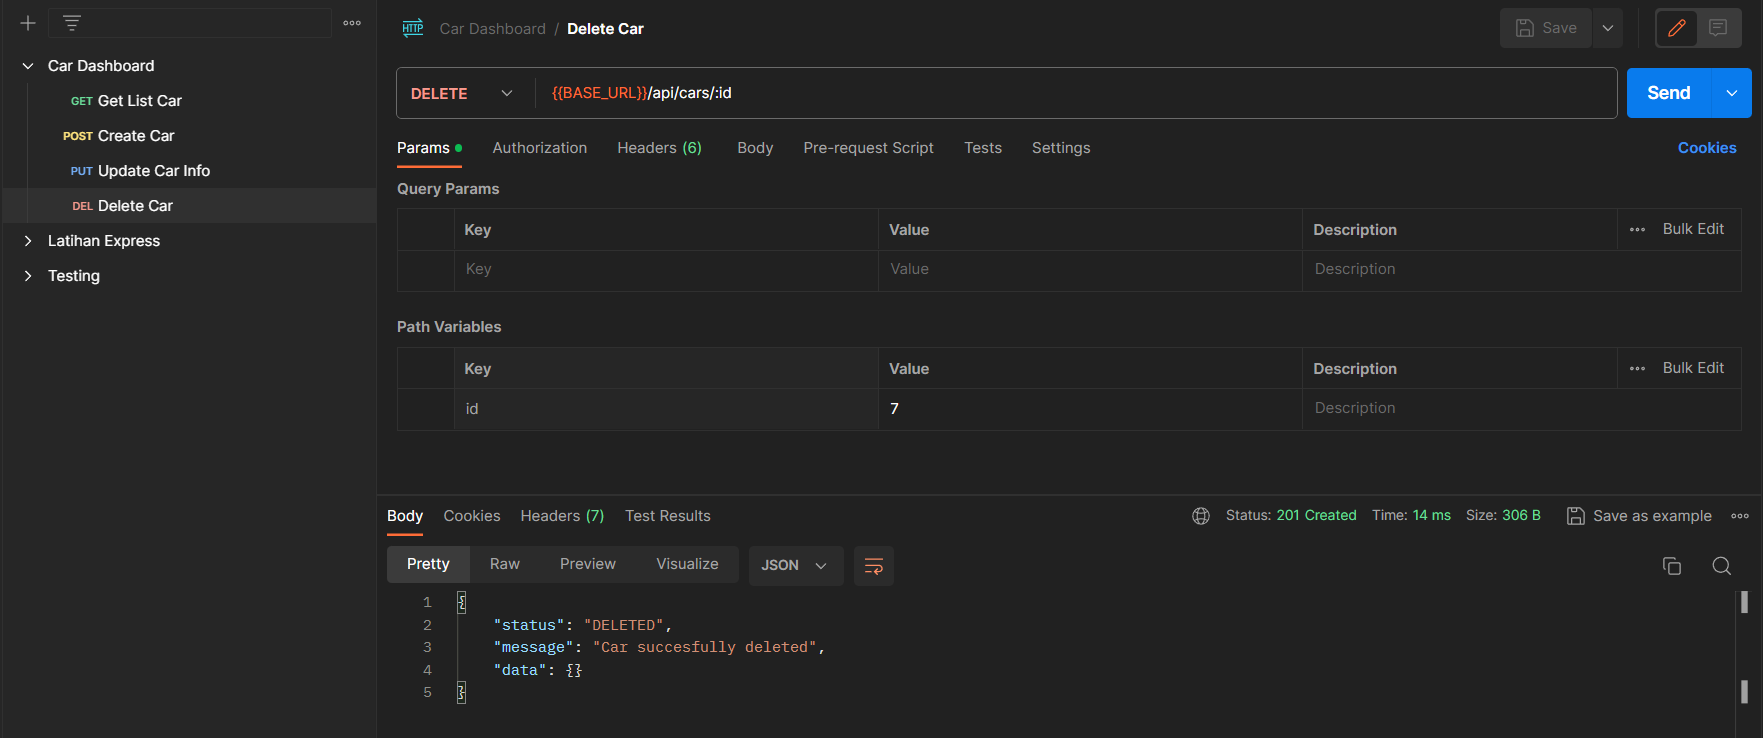 HTTP Car Dashboard / Delete Car
Save
Car Dashboard
GET Get List Car
POST Create Car
PUT Update Car Info
DEL Delete Car
Latihan Express
Testing
DELETE {{BASE_URL}}/api/cars/:id
Send
Params Authorization Headers (6) Body Pre-request Script Tests Settings Cookies
Query Params
Key Value Description Bulk Edit
Key Value Description
Path Variables
Key Value Description Bulk Edit
id 7 Description
Body Cookies Headers (7) Test Results Status: 201 Created Time: 14 ms Size: 306 B Save as example
Pretty Raw Preview Visualize JSON
1 {
2 "status": "DELETED",
3 "message": "Car succesfully deleted",
4 "data": {}
5 }